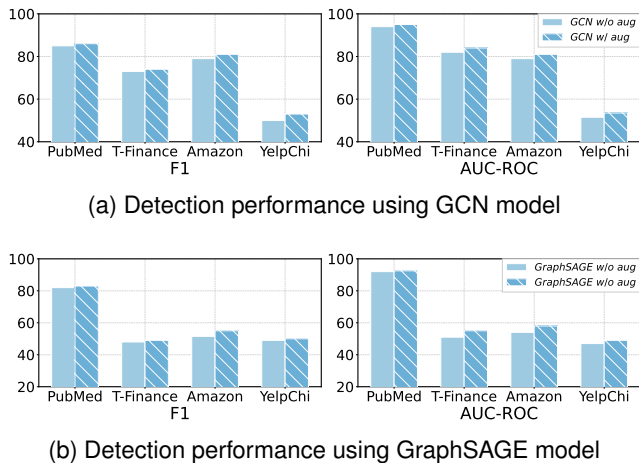 100
80
60
40
PubMed T-Finance Amazon YelpChi
F1
100
80
60
40
PubMed T-Finance Amazon YelpChi
AUC-ROC
GCN w/o aug
GCN w/ aug
(a) Detection performance using GCN model
100
80
60
40
20
PubMed T-Finance Amazon YelpChi
F1
100
80
60
40
20
PubMed T-Finance Amazon YelpChi
AUC-ROC
GraphSAGE w/o aug
GraphSAGE w/o aug
(b) Detection performance using GraphSAGE model